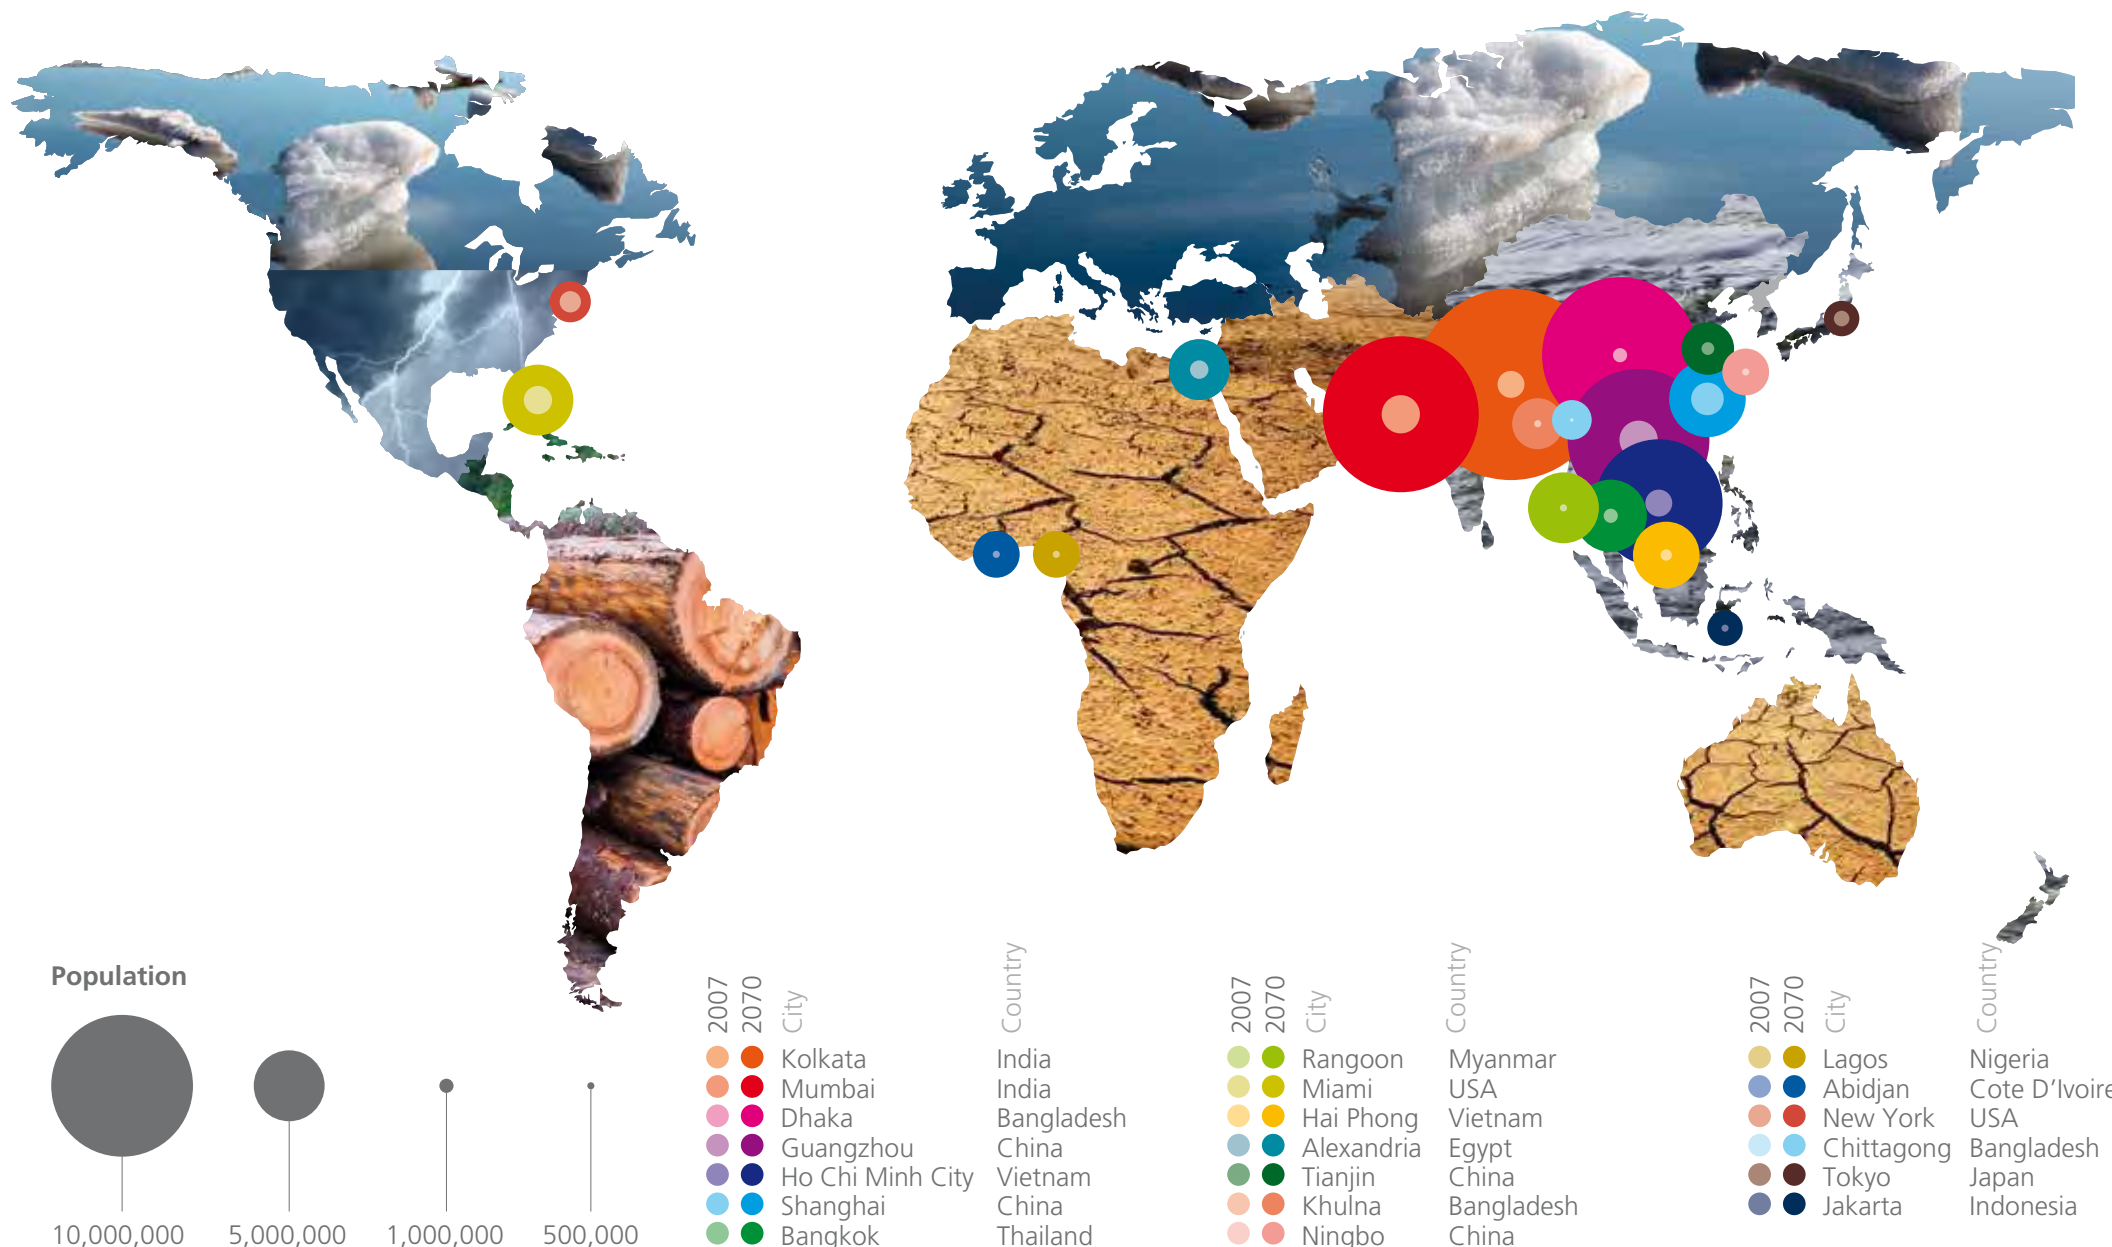 Population
10,000,000
5,000,000
1,000,000
500,000
2007 2070 City Country
Kolkata India
Mumbai India
Dhaka Bangladesh
Guangzhou China
Ho Chi Minh City Vietnam
Shanghai China
Bangkok Thailand
2007 2070 City Country
Rangoon Myanmar
Miami USA
Hai Phong Vietnam
Alexandria Egypt
Tianjin China
Khulna Bangladesh
Ningbo China
2007 2070 City Country
Lagos Nigeria
Abidjan Cote D’Ivoire
New York USA
Chittagong Bangladesh
Tokyo Japan
Jakarta Indonesia